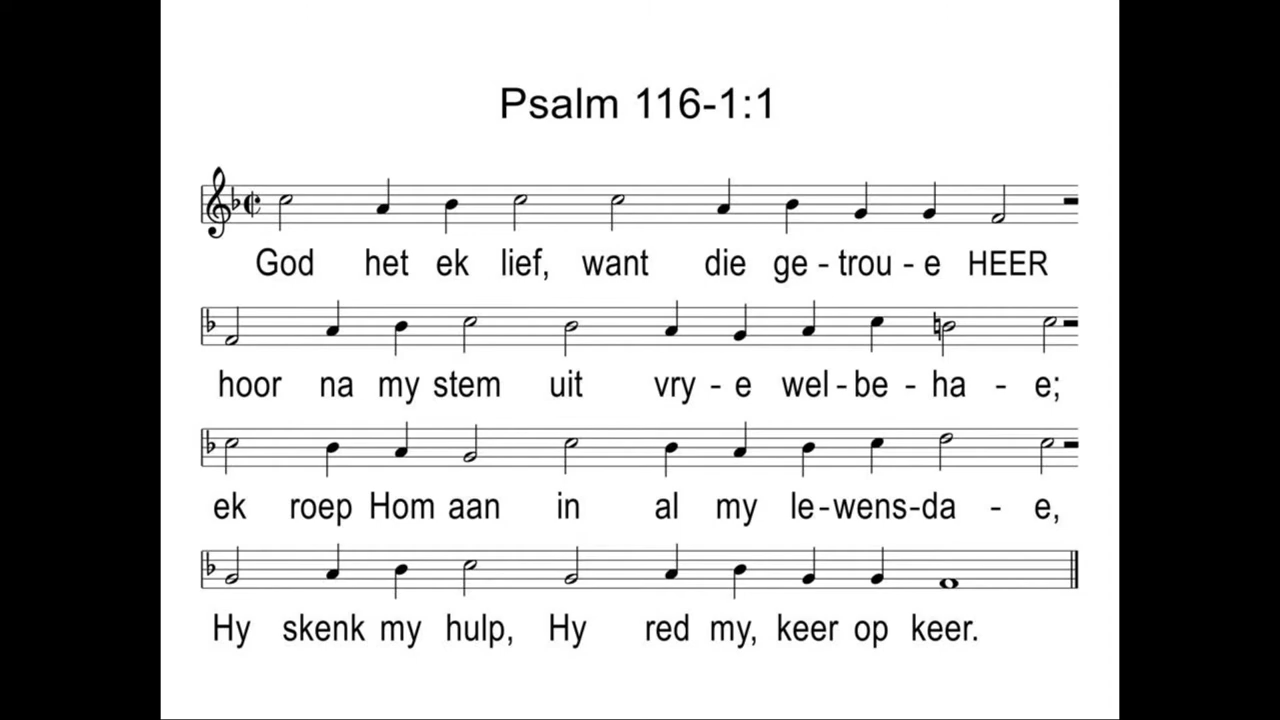 Psalm 116-1:1
God het ek lief, want die ge - trou - e HEER
hoor na my stem uit vry - e wel - be - ha - e;
ek roep Hom aan in al my le - wens - da - e,
Hy skenk my hulp, Hy red my, keer op keer.